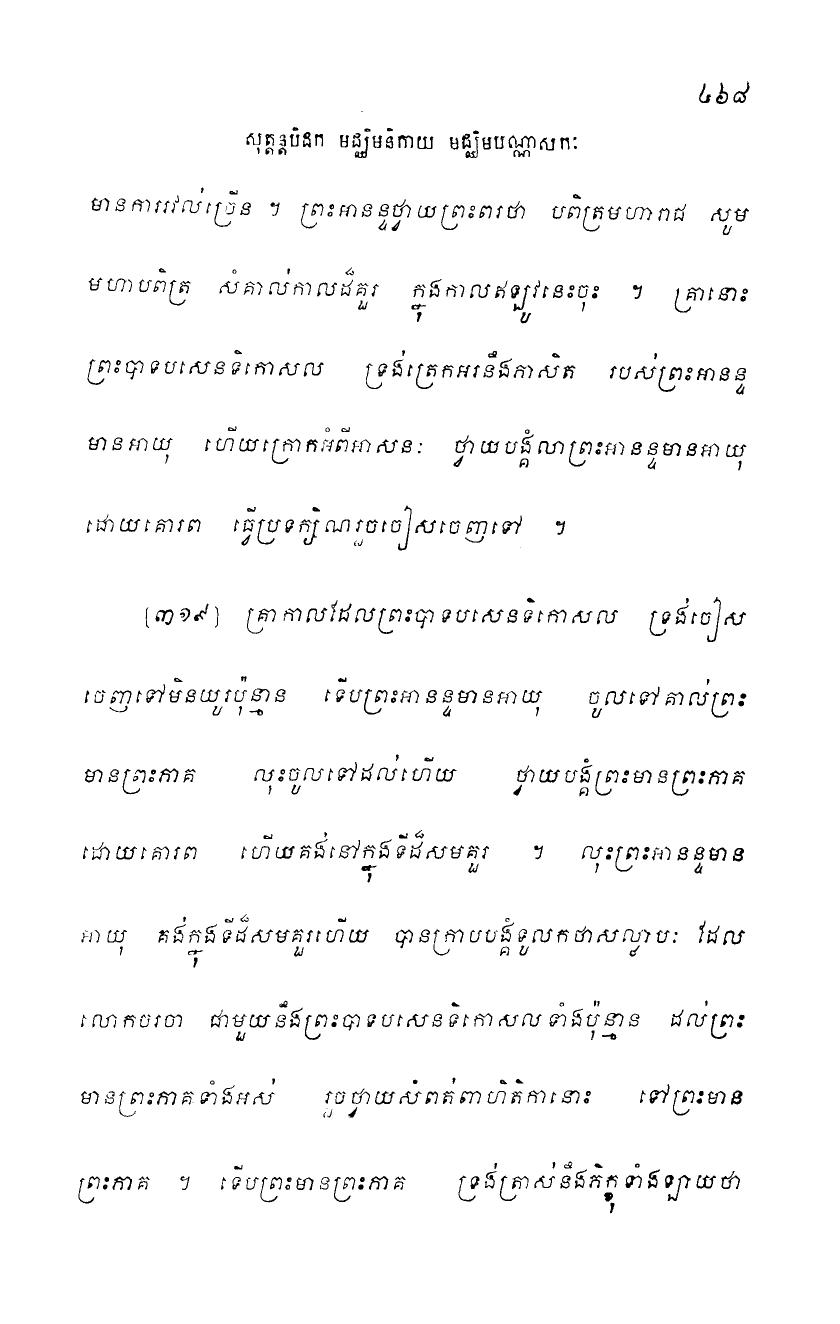 ៤៦៨
សុត្តន្តបិដក មជ្ឈិមនិកាយ មជ្ឈិមបណ្ណាសកៈ
មានការរវល់ច្រើន ។ ព្រះអានន្ទថ្វាយព្រះពរថា បពិត្រមហារាជ សូម
មហាបពិត្រ សំគាល់កាលដ៏គួរ ក្នុងកាលឥឡូវនេះចុះ ។ គ្រានោះ
ព្រះបាទបសេនទិកោសល ទ្រង់ត្រេកអរនឹងភាសិត របស់ព្រះអានន្ទ
មានអាយុ ហើយក្រោកអំពីអាសនៈ ថ្វាយបង្គំលាព្រះអានន្ទមានអាយុ
ដោយគោរព ធ្វើប្រទក្សិណរួចចៀសចេញទៅ ។
[៣១៩] គ្រាកាលដែលព្រះបាទបសេនទិកោសល ទ្រង់ចៀស
ចេញទៅមិនយូរប៉ុន្មាន ទើបព្រះអានន្ទមានអាយុ ចូលទៅគាល់ព្រះ
មានព្រះភាគ លុះចូលទៅដល់ហើយ ថ្វាយបង្គំព្រះមានព្រះភាគ
ដោយគោរព ហើយគង់នៅក្នុងទីដ៏សមគួរ ។ លុះព្រះអានន្ទមាន
អាយុ គង់ក្នុងទីដ៏សមគួរហើយ បានក្រាបបង្គំទូលកថាសល្លាបៈ ដែល
លោកចរចា ជាមួយនឹងព្រះបាទបសេនទិកោសលទាំងប៉ុន្មាន ដល់ព្រះ
មានព្រះភាគទាំងអស់ រួចថ្វាយសំពត់ពាហិតិកានោះ ទៅព្រះមាន
ព្រះភាគ ។ ទើបព្រះមានព្រះភាគ ទ្រង់ត្រាស់នឹងភិក្ខុទាំងឡាយថា